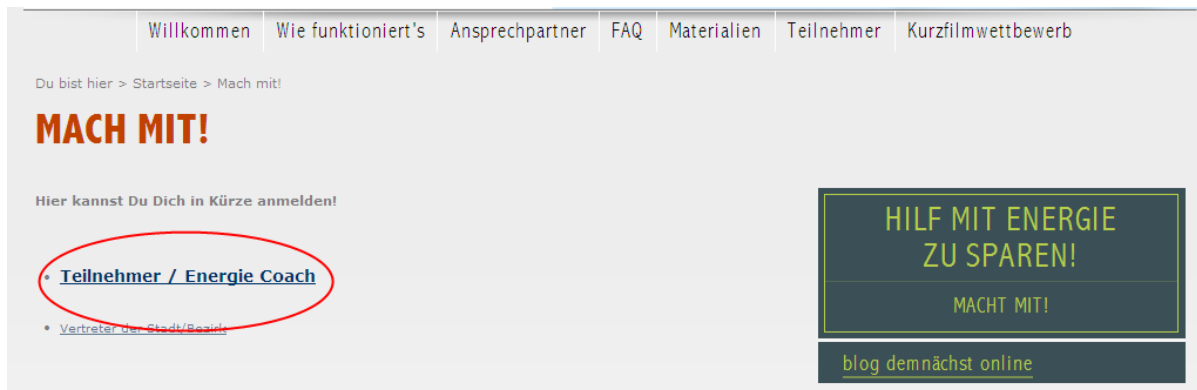 Willkommen Wie funktioniert's Ansprechpartner FAQ Materialien Teilnehmer Kurzfilmwettbewerb
Du bist hier > Startseite > Mach mit!
MACH MIT!
Hier kannst Du Dich in Kürze anmelden!
• Teilnehmer / Energie Coach
• Vertreter der Stadt/Bezirk
HILF MIT ENERGIE
ZU SPAREN!
MACHT MIT!
blog demnächst online